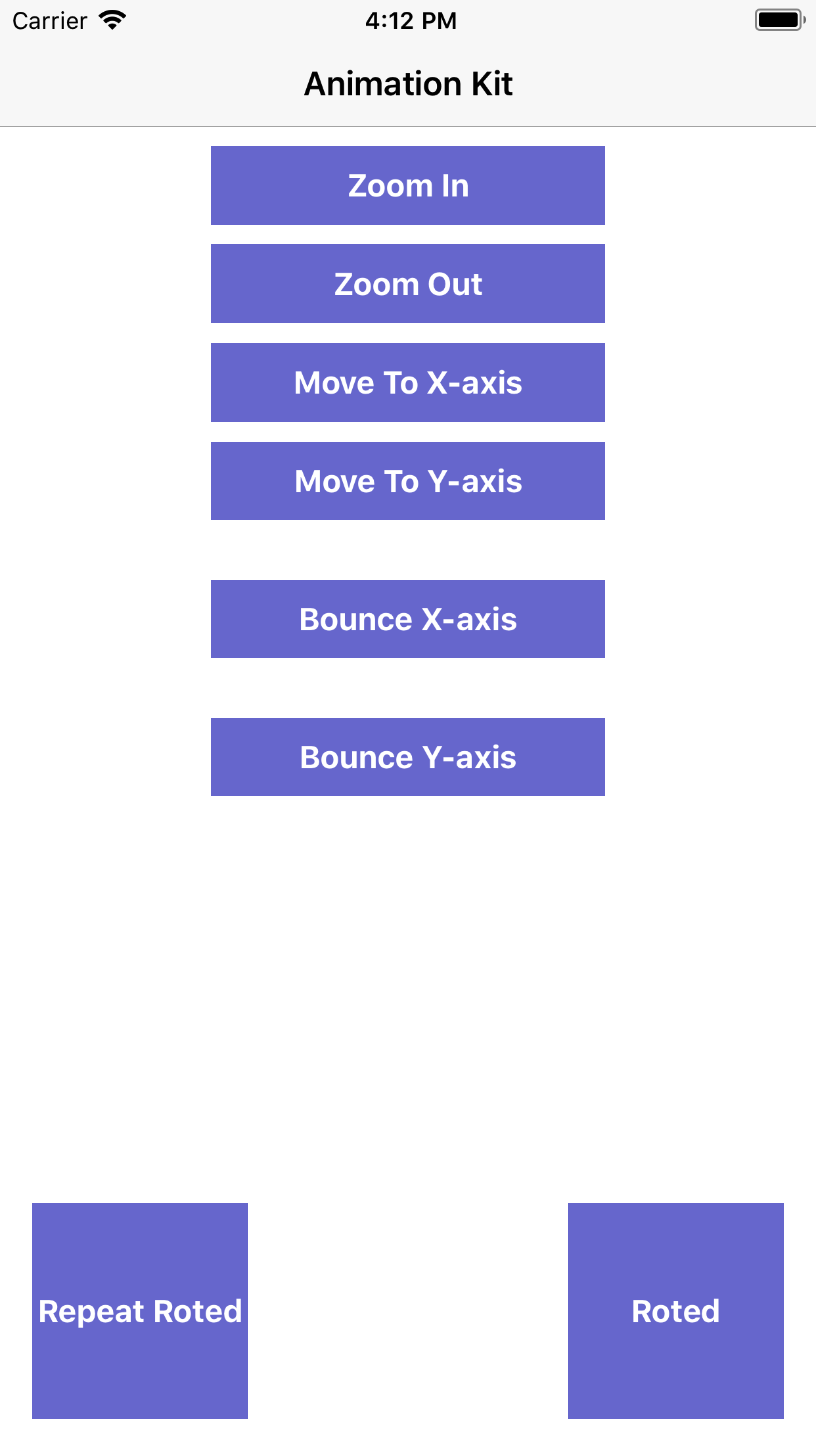 Carrier 4:12 PM
Animation Kit
Zoom In
Zoom Out
Move To X-axis
Move To Y-axis
Bounce X-axis
Bounce Y-axis
Repeat Roted
Roted